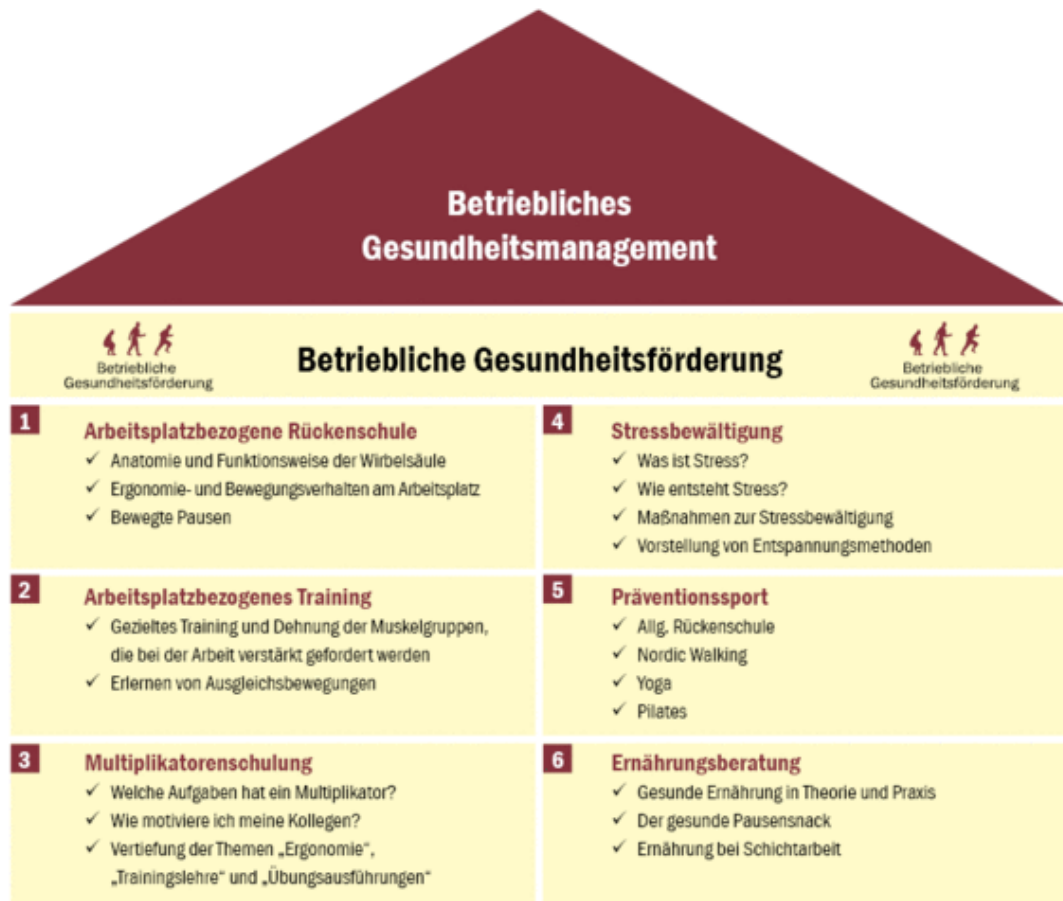 Betriebliches
Gesundheitsmanagement
Betriebliche
Gesundheitsförderung
Betriebliche Gesundheitsförderung
Betriebliche
Gesundheitsförderung
1
Arbeitsplatzbezogene Rückenschule
✓ Anatomie und Funktionsweise der Wirbelsäule
✓ Ergonomie- und Bewegungsverhalten am Arbeitsplatz
✓ Bewegte Pausen
2
Arbeitsplatzbezogenes Training
✓ Gezieltes Training und Dehnung der Muskelgruppen,
die bei der Arbeit verstärkt gefordert werden
✓ Erlernen von Ausgleichsbewegungen
3
Multiplikatorenschulung
✓ Welche Aufgaben hat ein Multiplikator?
✓ Wie motiviere ich meine Kollegen?
✓ Vertiefung der Themen „Ergonomie“,
„Trainingslehre“ und „Übungsausführungen“
4
Stressbewältigung
✓ Was ist Stress?
✓ Wie entsteht Stress?
✓ Maßnahmen zur Stressbewältigung
✓ Vorstellung von Entspannungsmethoden
5
Präventionssport
✓ Allg. Rückenschule
✓ Nordic Walking
✓ Yoga
✓ Pilates
6
Ernährungsberatung
✓ Gesunde Ernährung in Theorie und Praxis
✓ Der gesunde Pausensnack
✓ Ernährung bei Schichtarbeit